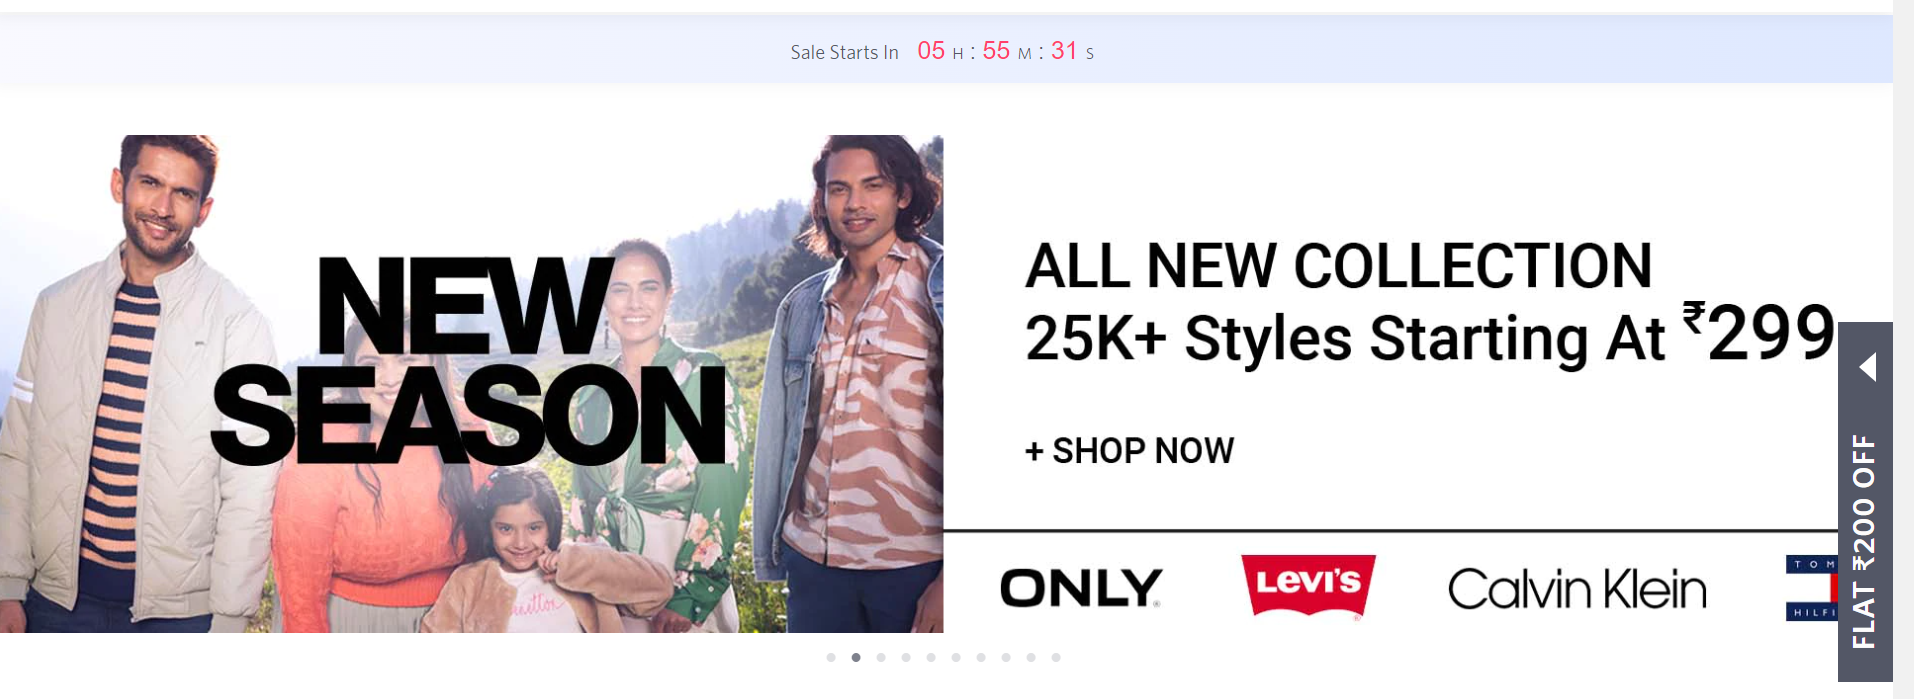 Sale Starts In 05 H : 55 M : 31 S
NEW
SEASON
ALL NEW COLLECTION
25K+ Styles Starting At ₹299
+ SHOP NOW
ONLY®
LEVI'S®
Calvin Klein
TOM
HILFI
FLAT ₹200 OFF